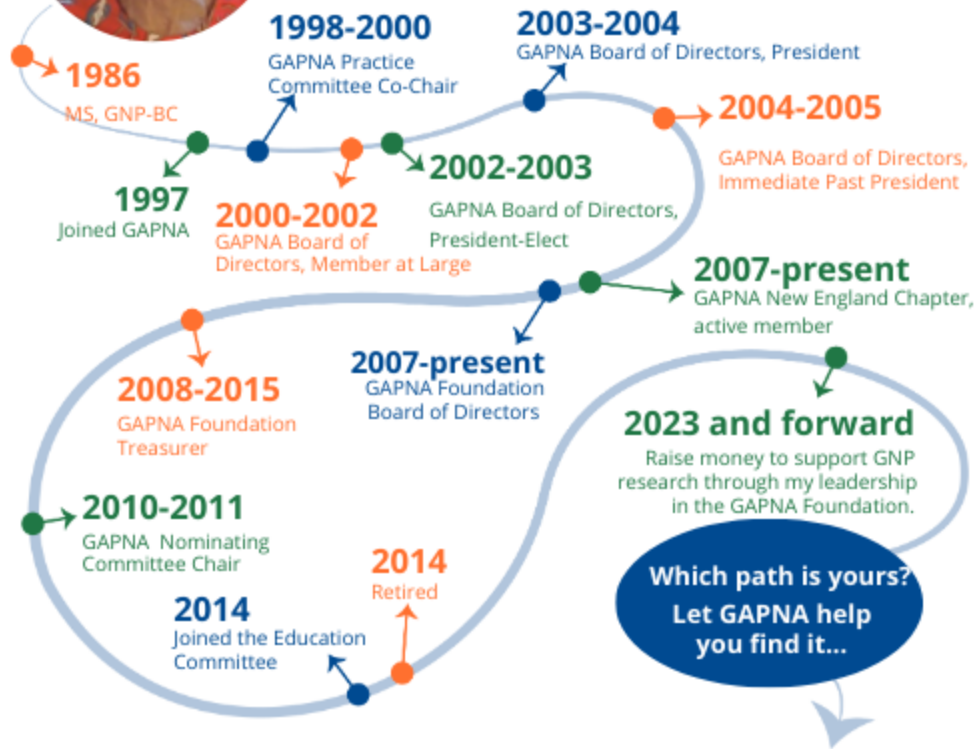 1986
MS, GNP-BC
1997
Joined GAPNA
1998-2000
GAPNA Practice
Committee Co-Chair
2000-2002
GAPNA Board of
Directors, Member at Large
2002-2003
GAPNA Board of Directors,
President-Elect
2003-2004
GAPNA Board of Directors, President
2004-2005
GAPNA Board of Directors,
Immediate Past President
2007-present
GAPNA New England Chapter,
active member
2007-present
GAPNA Foundation
Board of Directors
2008-2015
GAPNA Foundation
Treasurer
2010-2011
GAPNA Nominating
Committee Chair
2014
Joined the Education
Committee
2014
Retired
2023 and forward
Raise money to support GNP
research through my leadership
in the GAPNA Foundation.
Which path is yours?
Let GAPNA help
you find it...